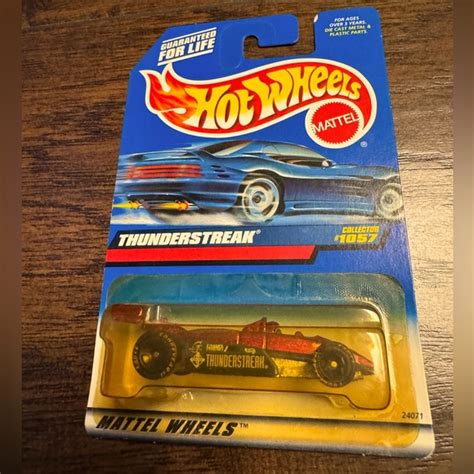 GUARANTEED
FOR LIFE
FOR AGES
OVER 3 YEARS.
DIE CAST METAL &
PLASTIC PARTS.
HOT WHEELS
MATTEL
®
THUNDERSTREAK®
COLLECTOR
#1057
THUNDERSTREAK
24071
MATTEL WHEELS™